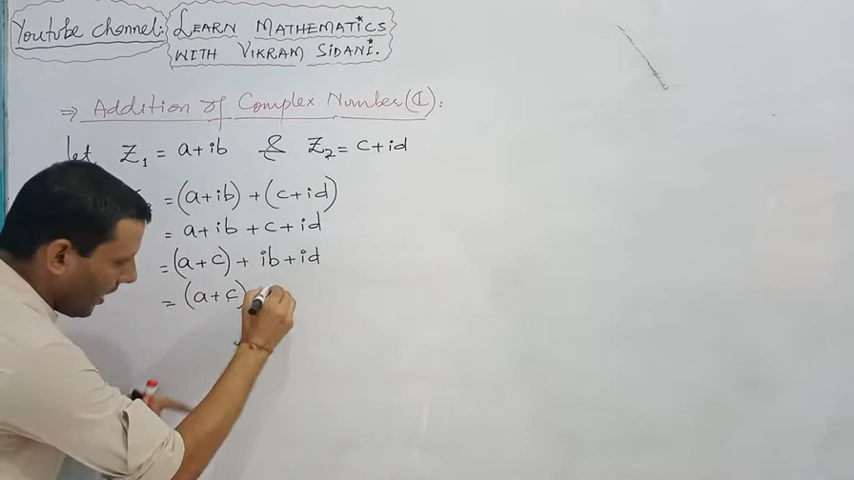 Youtube channel: LEARN MATHEMATICS
WITH VIKRAM SIDANI.
⇒ Addition of Complex Number (ℂ):
let Z₁ = a+ib & Z₂ = c+id
= (a+ib) + (c+id)
= a+ib +c+id
= (a+c) + ib+id
= (a+c)